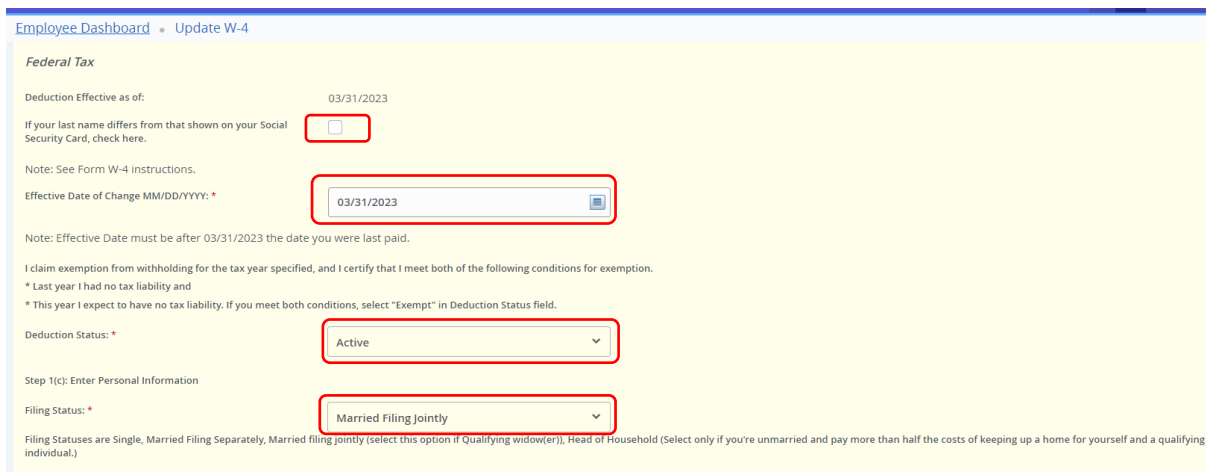 Employee Dashboard • Update W-4
Federal Tax
Deduction Effective as of: 03/31/2023
If your last name differs from that shown on your Social
Security Card, check here.
Note: See Form W-4 instructions.
Effective Date of Change MM/DD/YYYY: * 03/31/2023
Note: Effective Date must be after 03/31/2023 the date you were last paid.
I claim exemption from withholding for the tax year specified, and I certify that I meet both of the following conditions for exemption.
* Last year I had no tax liability and
* This year I expect to have no tax liability. If you meet both conditions, select "Exempt" in Deduction Status field.
Deduction Status: * Active
Step 1(c): Enter Personal Information
Filing Status: * Married Filing Jointly
Filing Statuses are Single, Married Filing Separately, Married filing jointly (select this option if Qualifying widow(er)), Head of Household (Select only if you're unmarried and pay more than half the costs of keeping up a home for yourself and a qualifying
individual.)